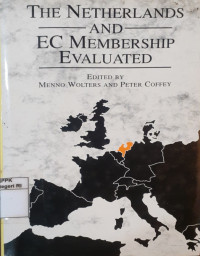 THE NETHERLANDS
AND
EC MEMBERSHIP
EVALUATED
EDITED BY
MENNO WOLTERS AND PETER COFFEY